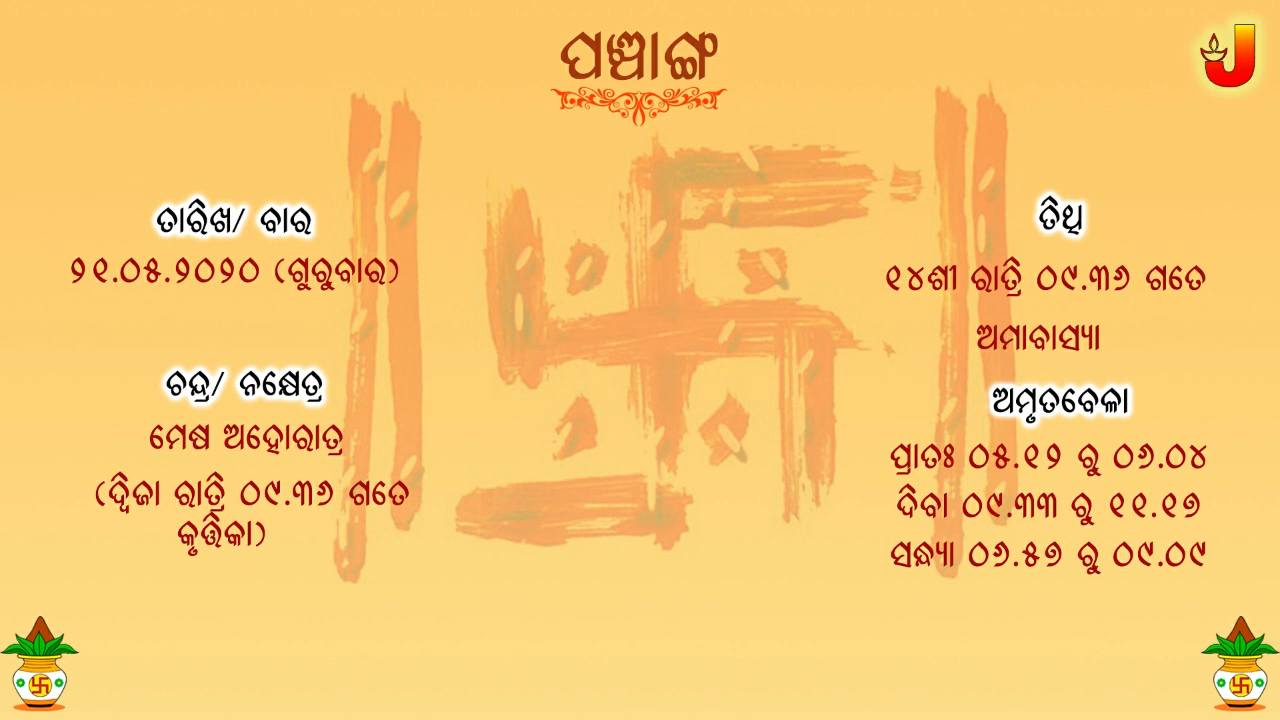 ପଞ୍ଚାଙ୍ଗ
J
ତାରିଖ/ ବାର
୨୧.୦୫.୨୦୨୦ (ଗୁରୁବାର)
ଚନ୍ଦ୍ର/ ନକ୍ଷେତ୍ର
ମେଷ ଅହୋରାତ୍ର
(ଦ୍ୱିଜା ରାତ୍ରି ୦୯.୩୬ ଗତେ
କୃତ୍ତିକା)
ତିଥି
୧୪ଶୀ ରାତ୍ରି ୦୯.୩୬ ଗତେ
ଅମାବାସ୍ୟା
ଅମୃତବେଳା
ପ୍ରାତଃ ୦୫.୧୨ ରୁ ୦୬.୦୪
ଦିବା ୦୯.୩୩ ରୁ ୧୧.୧୭
ସନ୍ଧ୍ୟା ୦୬.୫୭ ରୁ ୦୯.୦୯